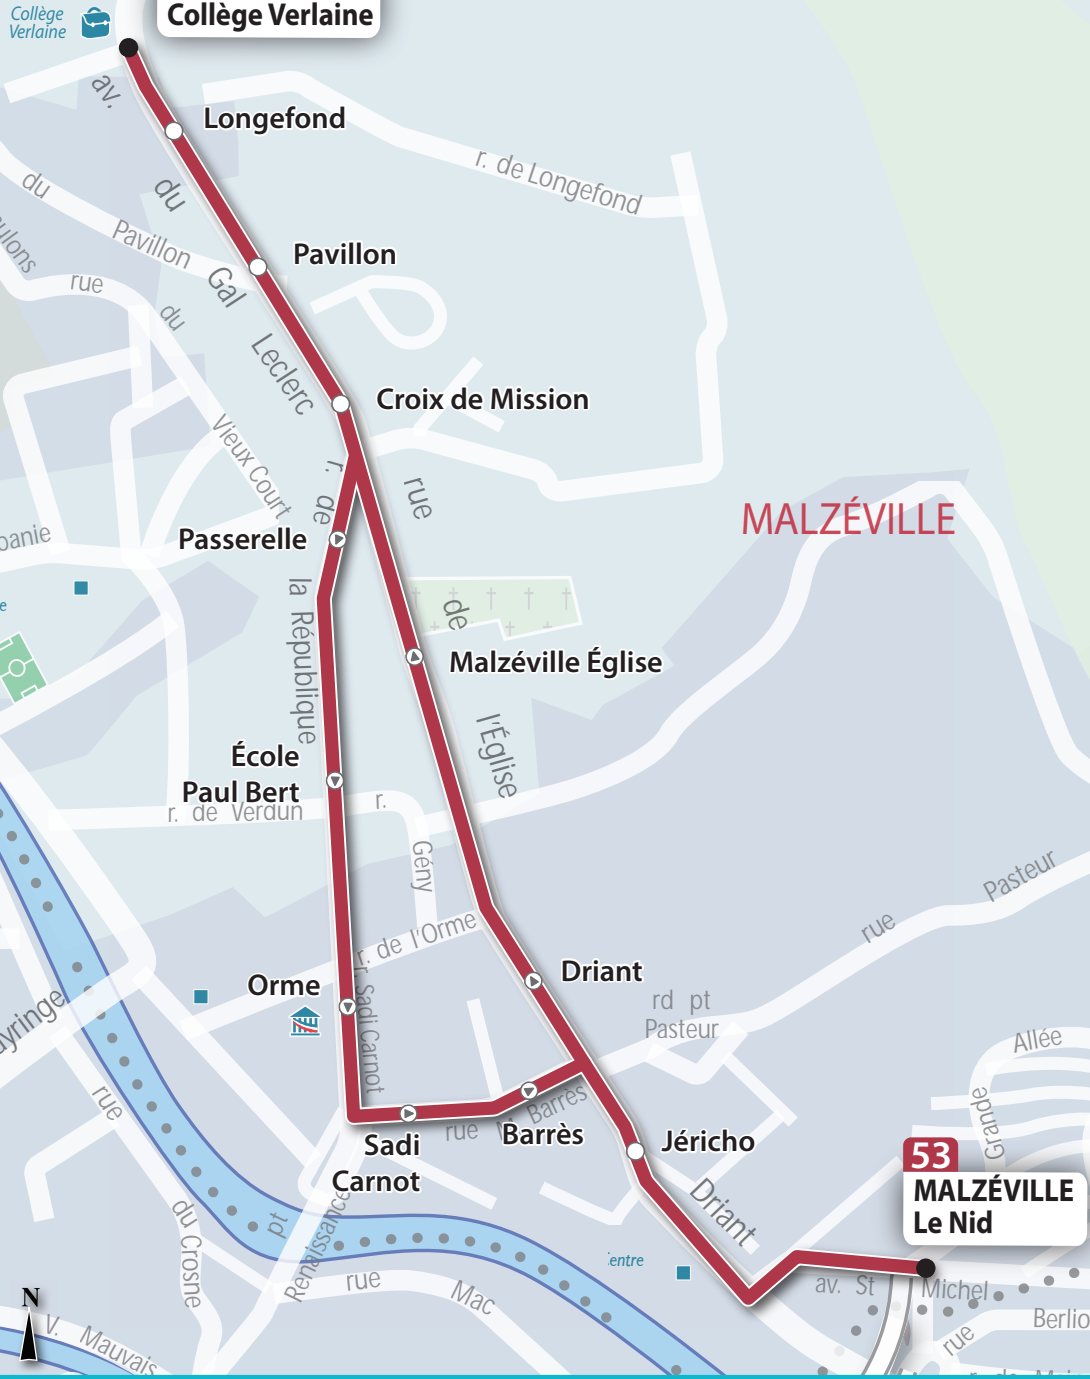 Collège
Verlaine
Collège Verlaine
av.
Longefond
r. de Longefond
du
du
Pavillon
Pavillon
rue
du
Gal
Leclerc
Croix de Mission
Vieux Court
r.
de
rue
MALZÉVILLE
Passerelle
la République
de
Malzéville Église
l'Église
École
Paul Bert
r. de Verdun
r.
Gény
Pasteur
rue
r. de l'Orme
Driant
Orme
r. Sadi Carnot
rd pt
Pasteur
Allée
Grande
rue
rue
M. Barrès
Barrès
Sadi
Carnot
Jéricho
53
MALZÉVILLE
Le Nid
Driant
du Crosne
pt
Renaissance
rue
Mac
av. St
Michel
Berlio
rue
N
V. Mauvais